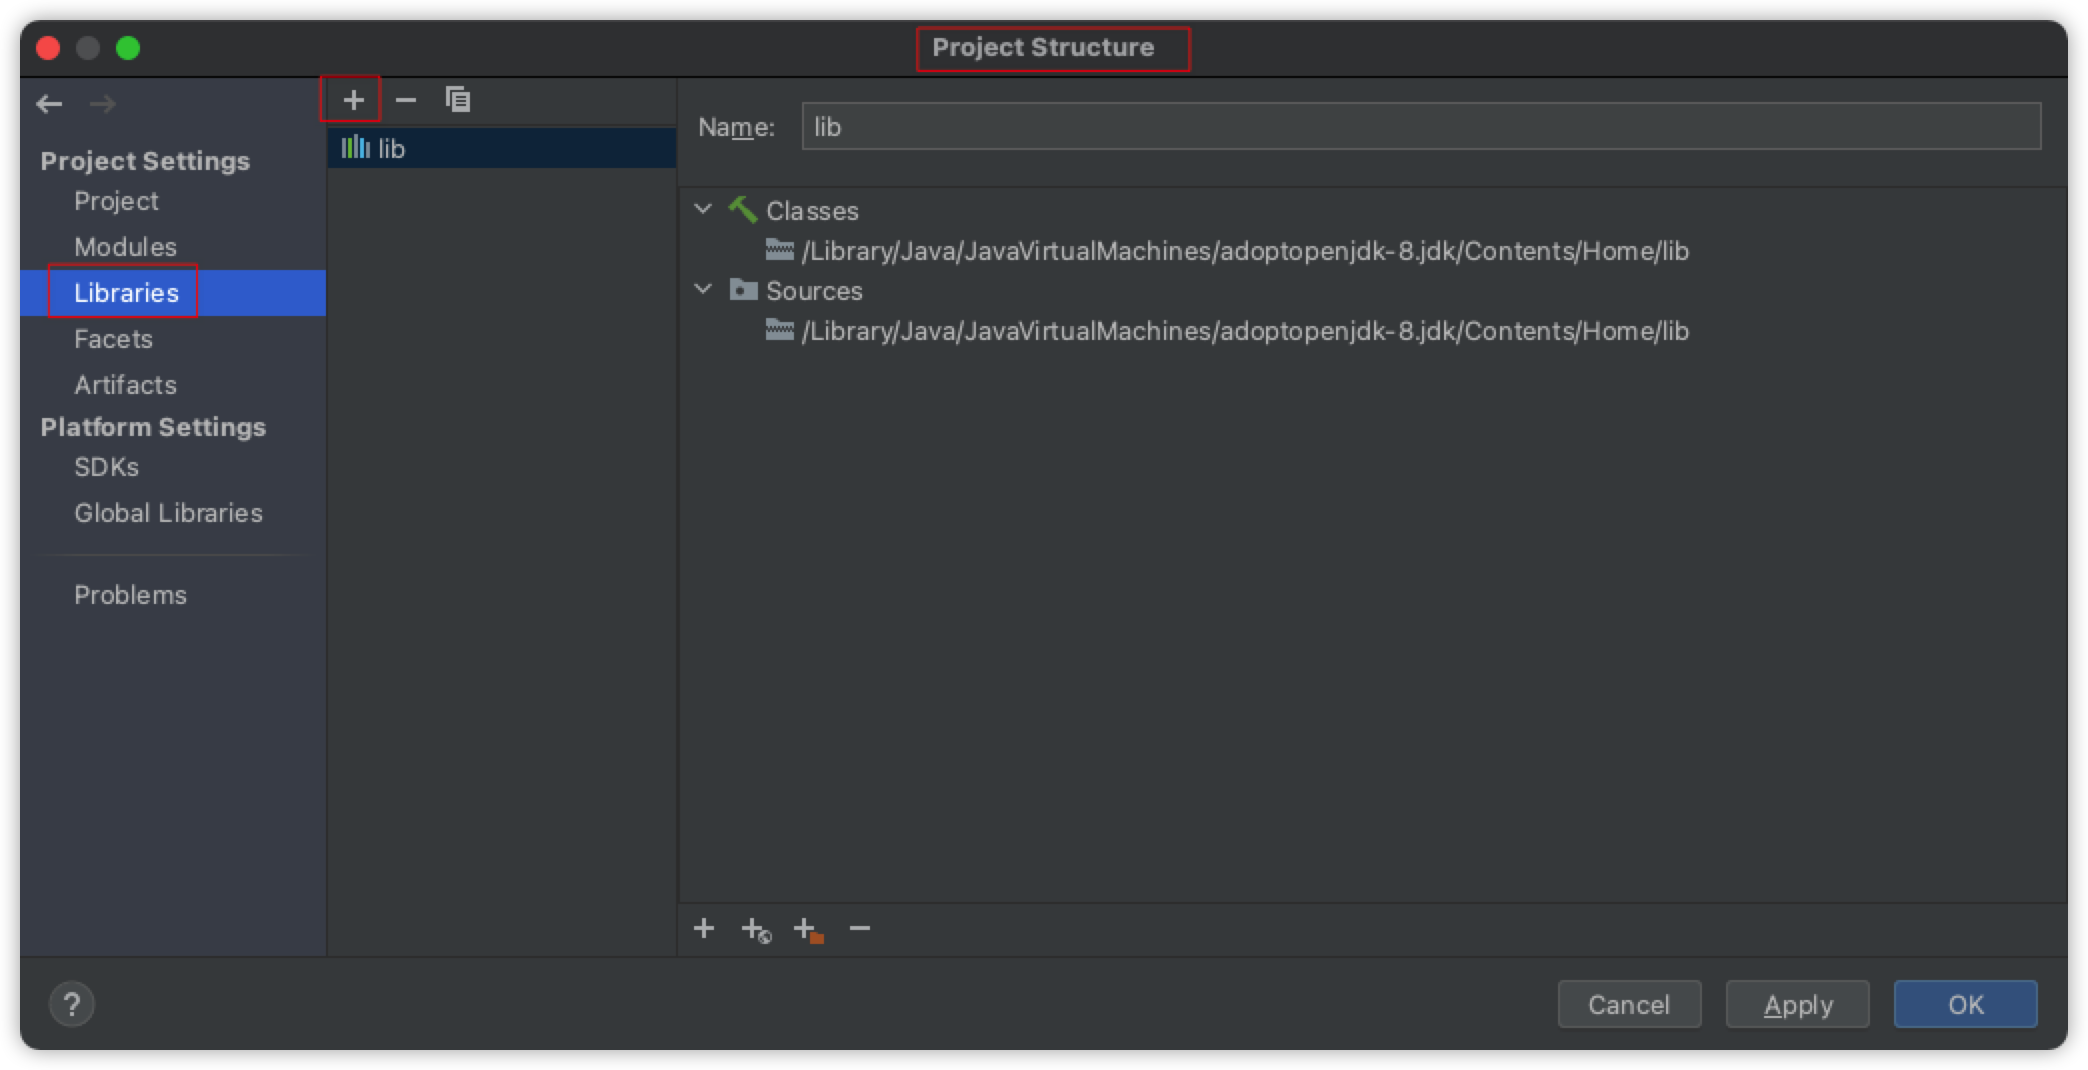 Project Structure
Project Settings
Project
Modules
Libraries
Facets
Artifacts
Platform Settings
SDKs
Global Libraries
Problems
lib
Name: lib
Classes
/Library/Java/JavaVirtualMachines/adoptopenjdk-8.jdk/Contents/Home/lib
Sources
/Library/Java/JavaVirtualMachines/adoptopenjdk-8.jdk/Contents/Home/lib
?
Cancel Apply OK